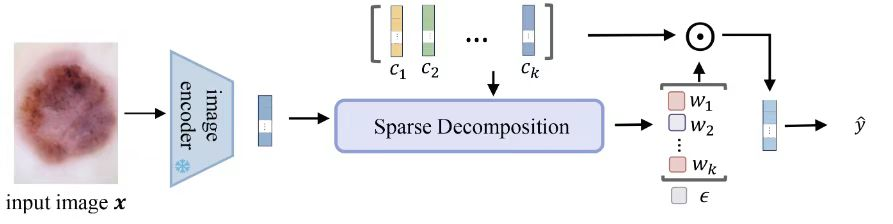 c₁ c₂ ... cₖ
image
encoder
Sparse Decomposition
w₁
w₂
⋮
wₖ
ϵ
ŷ
input image x